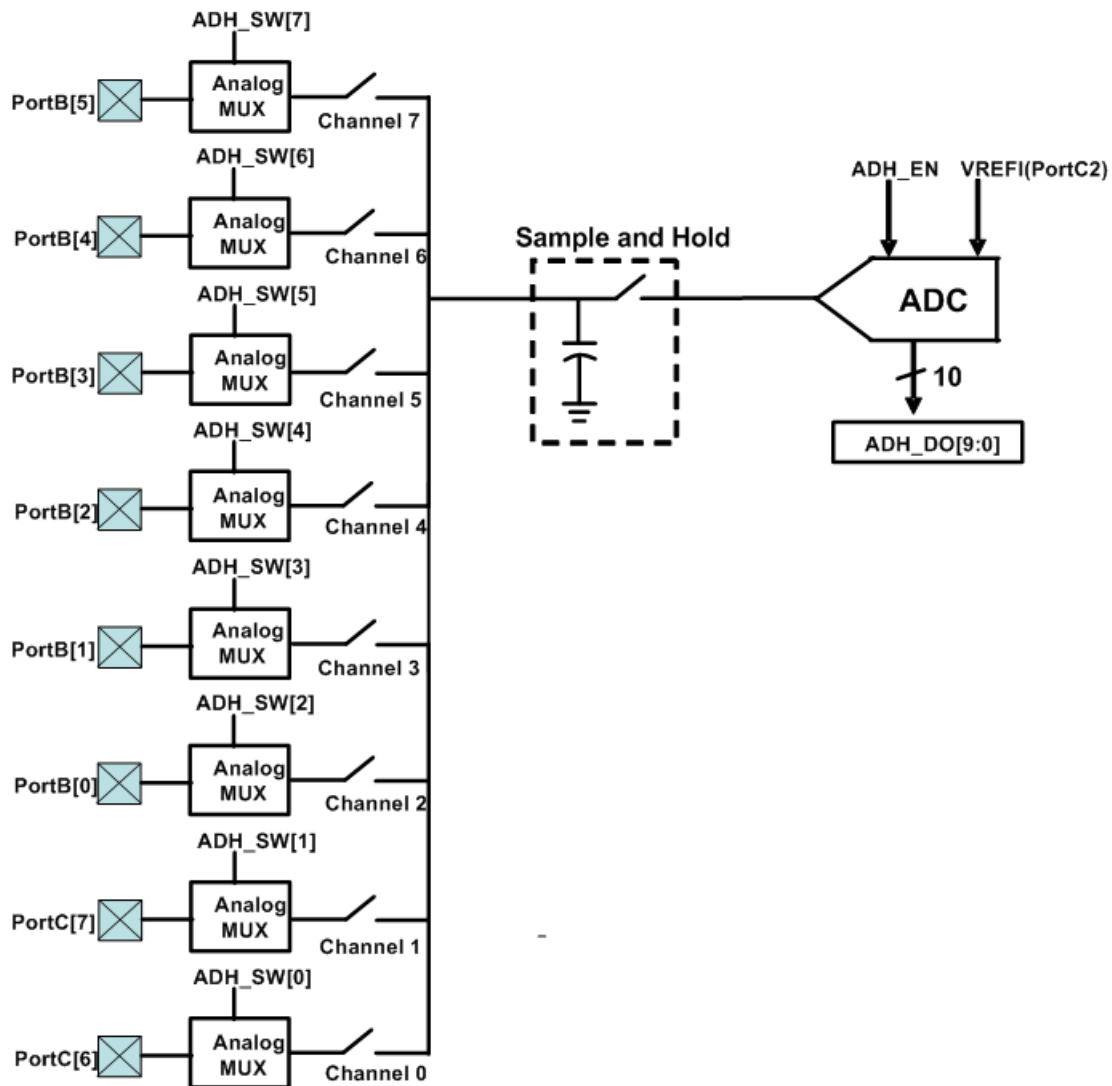 ADH_SW[7]
PortB[5]
Analog
MUX
Channel 7
ADH_SW[6]
PortB[4]
Analog
MUX
Channel 6
ADH_SW[5]
PortB[3]
Analog
MUX
Channel 5
ADH_SW[4]
PortB[2]
Analog
MUX
Channel 4
ADH_SW[3]
PortB[1]
Analog
MUX
Channel 3
ADH_SW[2]
PortB[0]
Analog
MUX
Channel 2
ADH_SW[1]
PortC[7]
Analog
MUX
Channel 1
ADH_SW[0]
PortC[6]
Analog
MUX
Channel 0
Sample and Hold
ADH_EN
VREFI(PortC2)
ADC
10
ADH_DO[9:0]